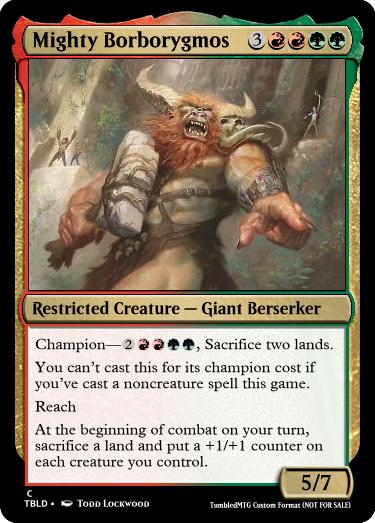 Mighty Borborygmos 3
Restricted Creature — Giant Berserker
Champion—2, Sacrifice two lands.
You can't cast this for its champion cost if
you've cast a noncreature spell this game.
Reach
At the beginning of combat on your turn,
sacrifice a land and put a +1/+1 counter on
each creature you control.
5/7
C
TBLD • Todd Lockwood
TumbledMTG Custom Format (NOT FOR SALE)